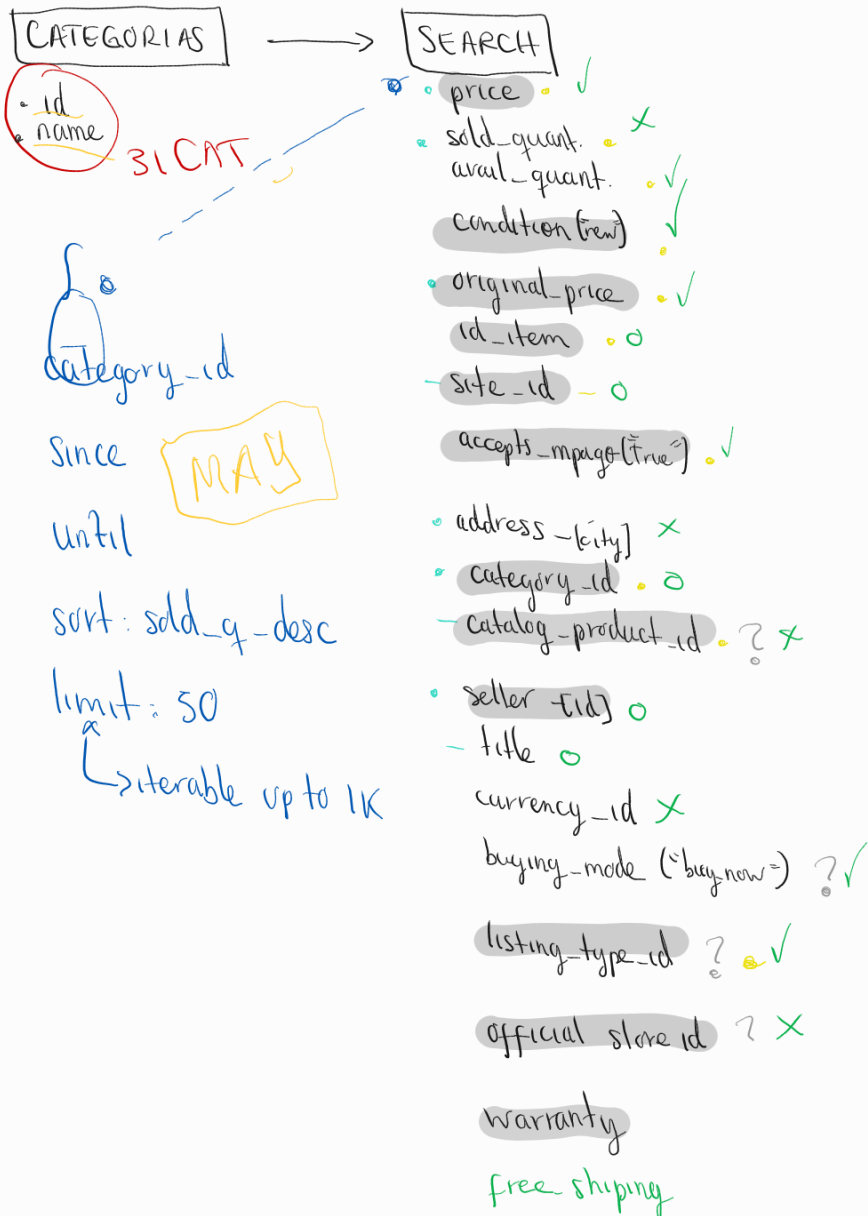 CATEGORIAS → SEARCH
• id
• name
31 CAT
category_id
since
MAY
until
sort: sold_q_desc
limit: 50
↳ iterable up to 1K
• price • ✓
• sold_quant. • ×
avail_quant. • ✓
condition ("new") • ✓
• original_price • ✓
id_item • o
- site_id - o
accepts_mpago ("True") • ✓
• address_[city] ×
• category_id • o
- catalog_product_id • ? ×
• seller_[id] o
- title o
currency_id ×
buying_mode ("buy_now") ? ✓
listing_type_id ? • ✓
official store id ? ×
warranty
free_shiping